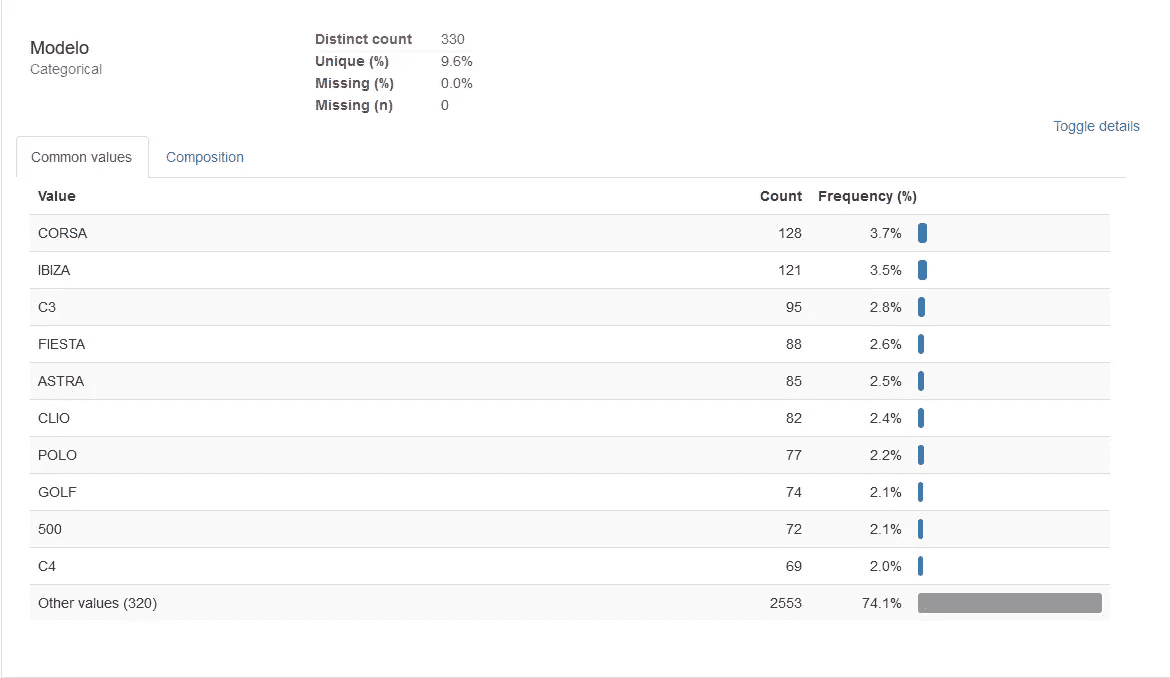 Modelo
Categorical
Distinct count 330
Unique (%) 9.6%
Missing (%) 0.0%
Missing (n) 0
Toggle details
Common values Composition
Value Count Frequency (%)
CORSA 128 3.7%
IBIZA 121 3.5%
C3 95 2.8%
FIESTA 88 2.6%
ASTRA 85 2.5%
CLIO 82 2.4%
POLO 77 2.2%
GOLF 74 2.1%
500 72 2.1%
C4 69 2.0%
Other values (320) 2553 74.1%